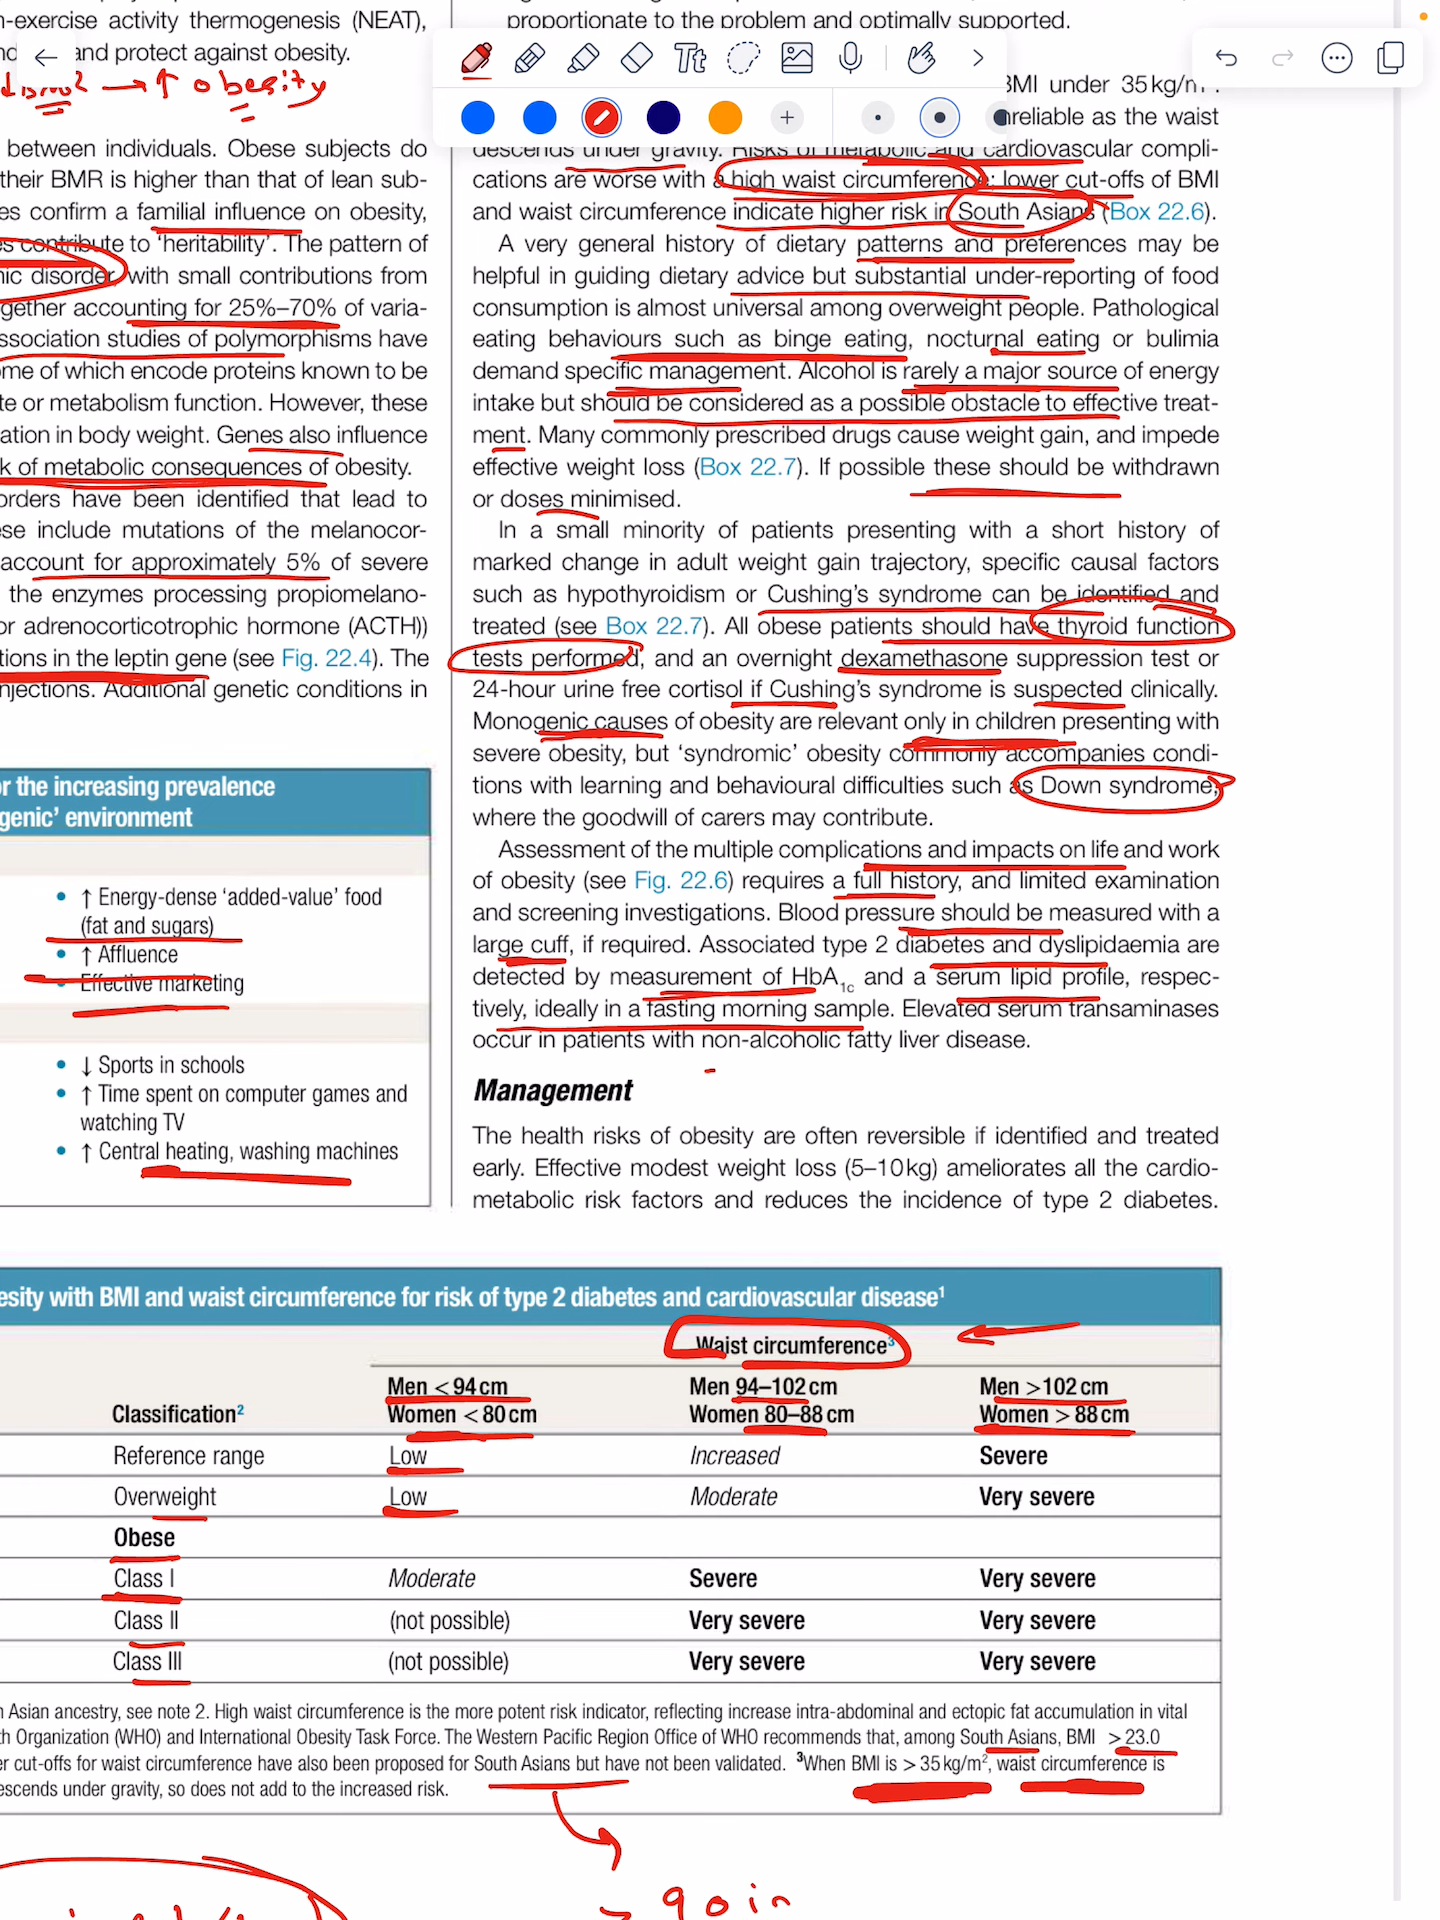 n-exercise activity thermogenesis (NEAT),
and protect against obesity.
→ ↑ obesity
between individuals. Obese subjects do
their BMR is higher than that of lean sub-
es confirm a familial influence on obesity,
contribute to ‘heritability’. The pattern of
nic disorder, with small contributions from
gether accounting for 25%–70% of varia-
ssociation studies of polymorphisms have
ome of which encode proteins known to be
te or metabolism function. However, these
ation in body weight. Genes also influence
k of metabolic consequences of obesity.
orders have been identified that lead to
ese include mutations of the melanocor-
account for approximately 5% of severe
the enzymes processing propiomelano-
or adrenocorticotrophic hormone (ACTH))
tions in the leptin gene (see Fig. 22.4). The
njections. Additional genetic conditions in
or the increasing prevalence
genic’ environment
• ↑ Energy-dense ‘added-value’ food
(fat and sugars)
• ↑ Affluence
• Effective marketing
• ↓ Sports in schools
• ↑ Time spent on computer games and
watching TV
• ↑ Central heating, washing machines
proportionate to the problem and optimally supported.
Tt
BMI under 35 kg/m
reliable as the waist
descends under gravity. Risks of metabolic and cardiovascular compli-
cations are worse with a high waist circumference; lower cut-offs of BMI
and waist circumference indicate higher risk in South Asians (Box 22.6).
A very general history of dietary patterns and preferences may be
helpful in guiding dietary advice but substantial under-reporting of food
consumption is almost universal among overweight people. Pathological
eating behaviours such as binge eating, nocturnal eating or bulimia
demand specific management. Alcohol is rarely a major source of energy
intake but should be considered as a possible obstacle to effective treat-
ment. Many commonly prescribed drugs cause weight gain, and impede
effective weight loss (Box 22.7). If possible these should be withdrawn
or doses minimised.
In a small minority of patients presenting with a short history of
marked change in adult weight gain trajectory, specific causal factors
such as hypothyroidism or Cushing’s syndrome can be identified and
treated (see Box 22.7). All obese patients should have thyroid function
tests performed, and an overnight dexamethasone suppression test or
24-hour urine free cortisol if Cushing’s syndrome is suspected clinically.
Monogenic causes of obesity are relevant only in children presenting with
severe obesity, but ‘syndromic’ obesity commonly accompanies condi-
tions with learning and behavioural difficulties such as Down syndrome,
where the goodwill of carers may contribute.
Assessment of the multiple complications and impacts on life and work
of obesity (see Fig. 22.6) requires a full history, and limited examination
and screening investigations. Blood pressure should be measured with a
large cuff, if required. Associated type 2 diabetes and dyslipidaemia are
detected by measurement of HbA1c and a serum lipid profile, respec-
tively, ideally in a fasting morning sample. Elevated serum transaminases
occur in patients with non-alcoholic fatty liver disease.
Management
The health risks of obesity are often reversible if identified and treated
early. Effective modest weight loss (5–10 kg) ameliorates all the cardio-
metabolic risk factors and reduces the incidence of type 2 diabetes.
esity with BMI and waist circumference for risk of type 2 diabetes and cardiovascular disease¹
Waist circumference³
Men < 94 cm Men 94–102 cm Men >102 cm
Classification² Women < 80 cm Women 80–88 cm Women > 88 cm
Reference range Low Increased Severe
Overweight Low Moderate Very severe
Obese
Class I Moderate Severe Very severe
Class II (not possible) Very severe Very severe
Class III (not possible) Very severe Very severe
Asian ancestry, see note 2. High waist circumference is the more potent risk indicator, reflecting increase intra-abdominal and ectopic fat accumulation in vital
th Organization (WHO) and International Obesity Task Force. The Western Pacific Region Office of WHO recommends that, among South Asians, BMI > 23.0
er cut-offs for waist circumference have also been proposed for South Asians but have not been validated. ³When BMI is > 35 kg/m², waist circumference is
escends under gravity, so does not add to the increased risk.
> 90 in